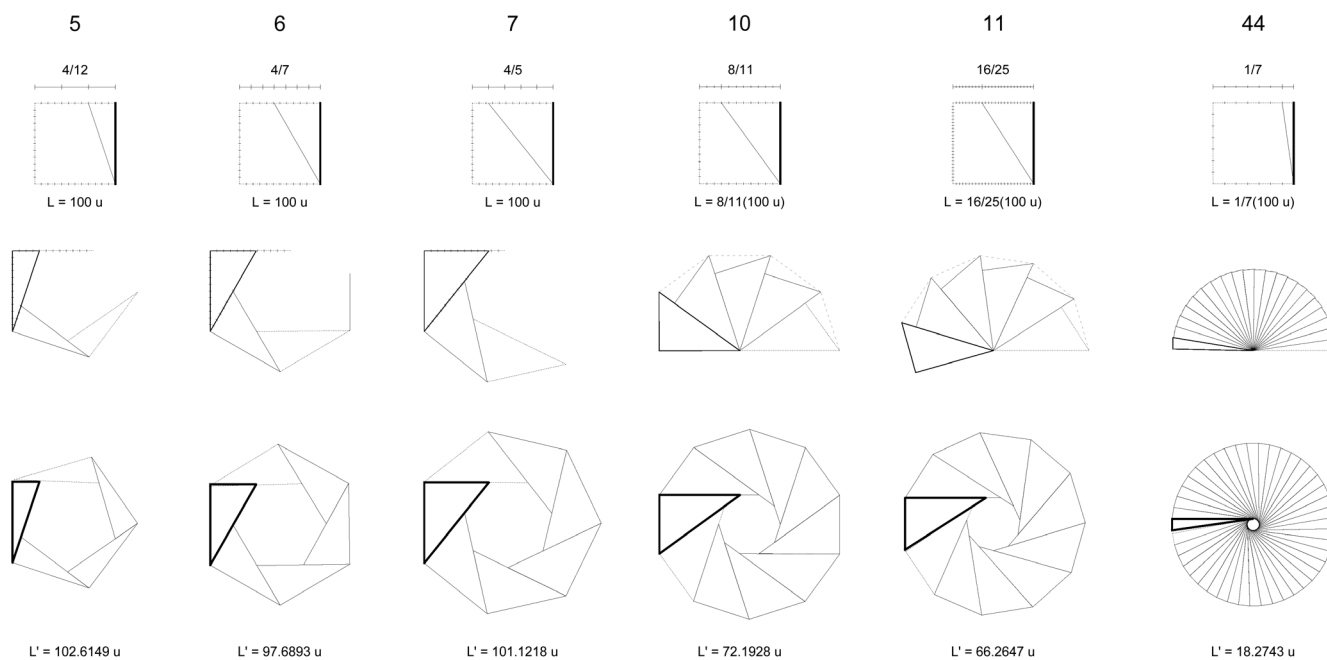 5 6 7 10 11 44
4/12 4/7 4/5 8/11 16/25 1/7
L = 100 u L = 100 u L = 100 u L = 8/11(100 u) L = 16/25(100 u) L = 1/7(100 u)
L' = 102.6149 u L' = 97.6893 u L' = 101.1218 u L' = 72.1928 u L' = 66.2647 u L' = 18.2743 u